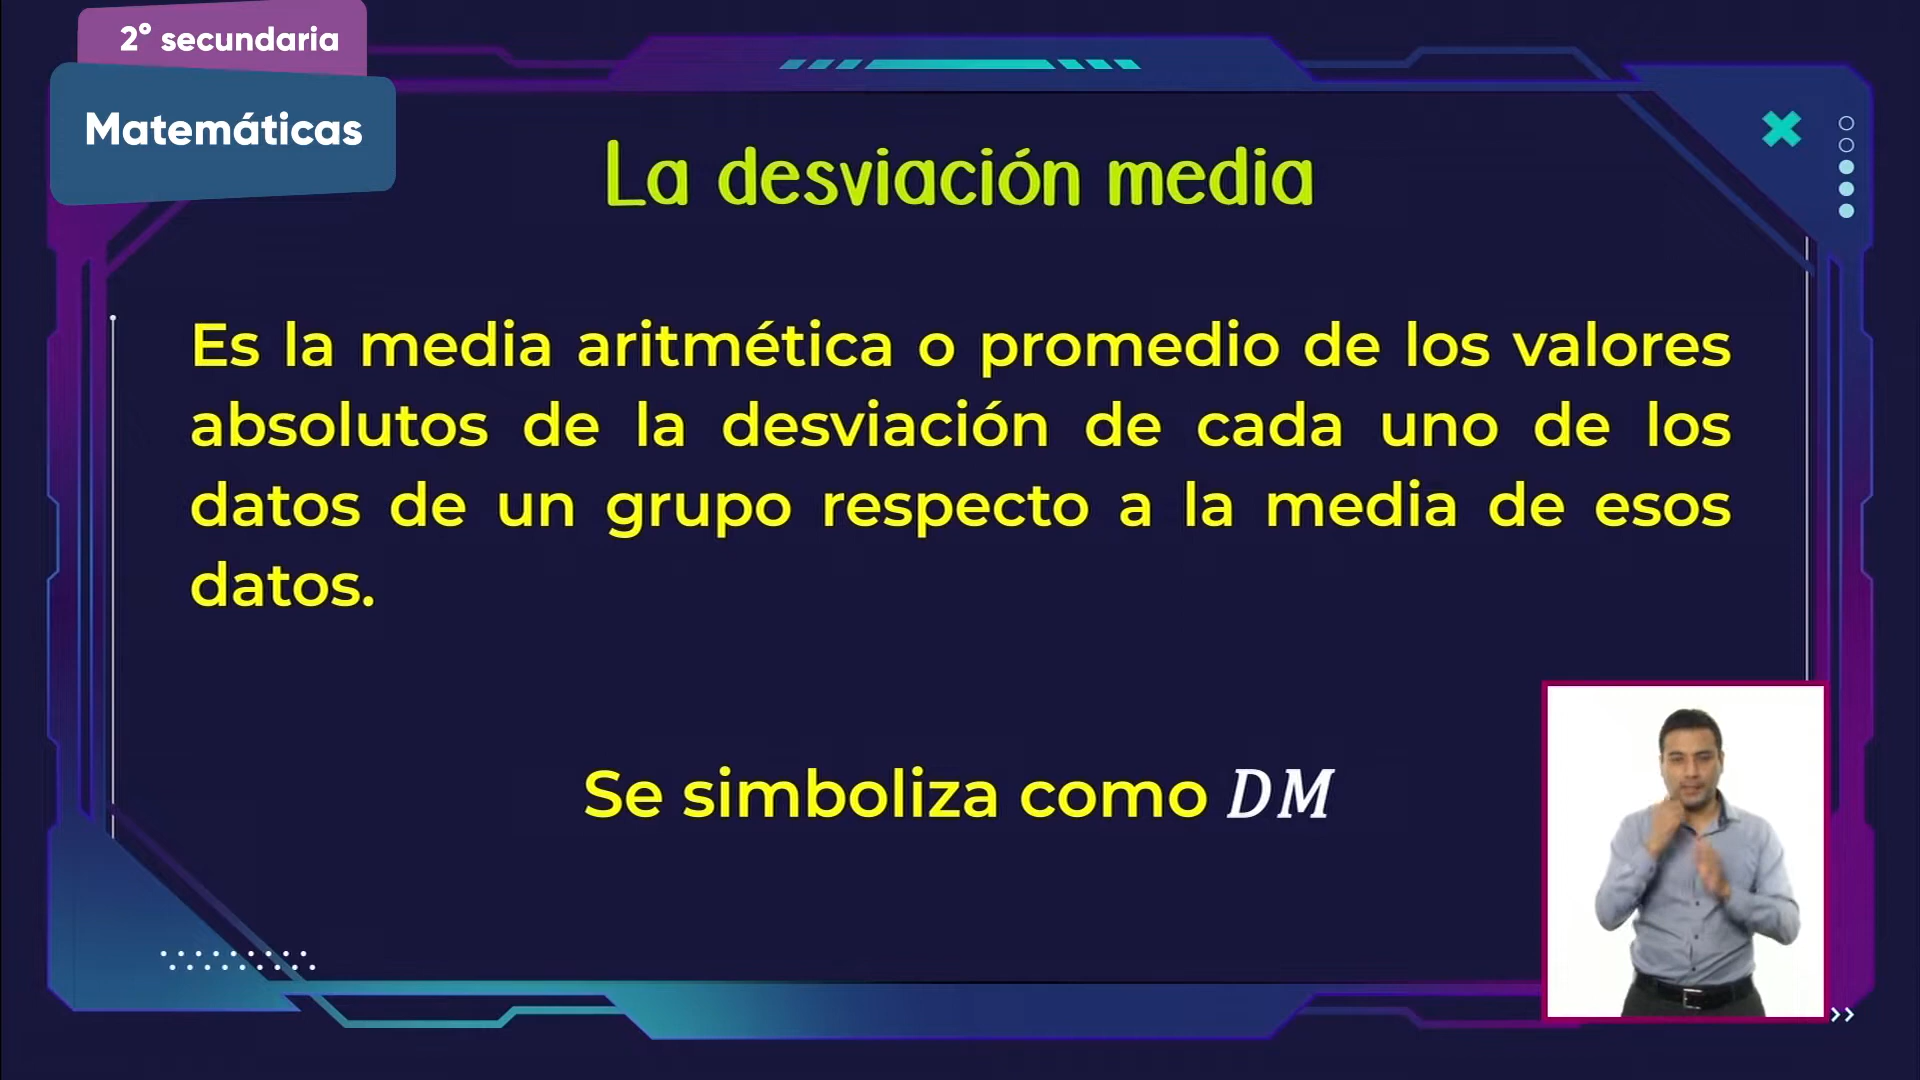 2° secundaria
Matemáticas
La desviación media
Es la media aritmética o promedio de los valores
absolutos de la desviación de cada uno de los
datos de un grupo respecto a la media de esos
datos.
Se simboliza como DM